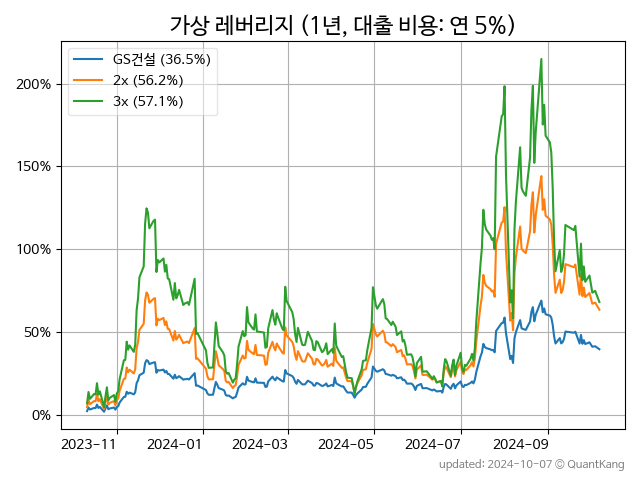 가상 레버리지 (1년, 대출 비용: 연 5%)
GS건설 (36.5%)
2x (56.2%)
3x (57.1%)
200%
150%
100%
50%
0%
2023-11
2024-01
2024-03
2024-05
2024-07
2024-09
updated: 2024-10-07 © QuantKang